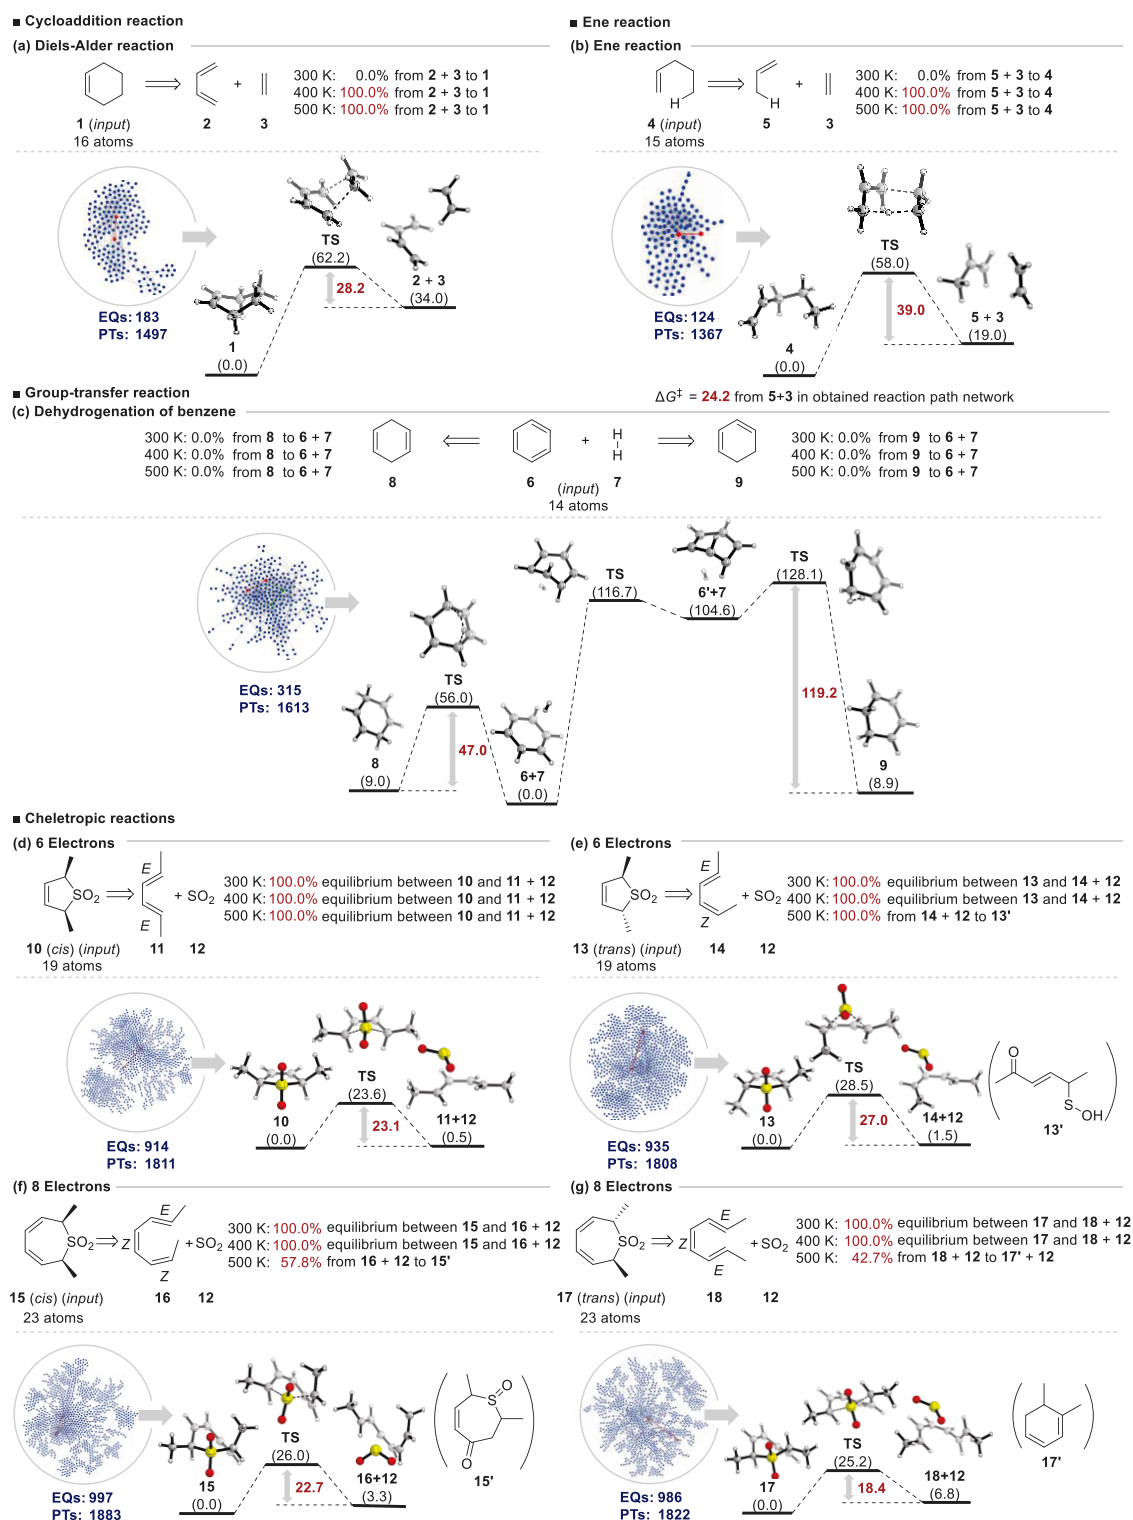 ■ Cycloaddition reaction
(a) Diels-Alder reaction
1 (input)
16 atoms
+
2
3
300 K: 0.0% from 2 + 3 to 1
400 K: 100.0% from 2 + 3 to 1
500 K: 100.0% from 2 + 3 to 1
EQs: 183
PTs: 1497
1
(0.0)
TS
(62.2)
28.2
2 + 3
(34.0)
■ Ene reaction
(b) Ene reaction
H
4 (input)
15 atoms
H
+
5
3
300 K: 0.0% from 5 + 3 to 4
400 K: 100.0% from 5 + 3 to 4
500 K: 100.0% from 5 + 3 to 4
EQs: 124
PTs: 1367
4
(0.0)
TS
(58.0)
39.0
5 + 3
(19.0)
ΔG‡ = 24.2 from 5+3 in obtained reaction path network
■ Group-transfer reaction
(c) Dehydrogenation of benzene
300 K: 0.0% from 8 to 6 + 7
400 K: 0.0% from 8 to 6 + 7
500 K: 0.0% from 8 to 6 + 7
8
6
+
H
H
7
(input)
14 atoms
9
300 K: 0.0% from 9 to 6 + 7
400 K: 0.0% from 9 to 6 + 7
500 K: 0.0% from 9 to 6 + 7
EQs: 315
PTs: 1613
8
(9.0)
TS
(56.0)
47.0
6+7
(0.0)
TS
(116.7)
6'+7
(104.6)
TS
(128.1)
119.2
9
(8.9)
■ Cheletropic reactions
(d) 6 Electrons
SO2
E
E
+ SO2
10 (cis) (input)
19 atoms
11
12
300 K: 100.0% equilibrium between 10 and 11 + 12
400 K: 100.0% equilibrium between 10 and 11 + 12
500 K: 100.0% equilibrium between 10 and 11 + 12
EQs: 914
PTs: 1811
10
(0.0)
TS
(23.6)
23.1
11+12
(0.5)
(e) 6 Electrons
SO2
E
Z
+ SO2
13 (trans) (input)
19 atoms
14
12
300 K: 100.0% equilibrium between 13 and 14 + 12
400 K: 100.0% equilibrium between 13 and 14 + 12
500 K: 100.0% from 14 + 12 to 13'
EQs: 935
PTs: 1808
13
(0.0)
TS
(28.5)
27.0
14+12
(1.5)
O
S
OH
13'
(f) 8 Electrons
SO2
E
Z
Z
+SO2
15 (cis) (input)
23 atoms
16
12
300 K: 100.0% equilibrium between 15 and 16 + 12
400 K: 100.0% equilibrium between 15 and 16 + 12
500 K: 57.8% from 16 + 12 to 15'
EQs: 997
PTs: 1883
15
(0.0)
TS
(26.0)
22.7
16+12
(3.3)
S
O
O
15'
(g) 8 Electrons
SO2
E
Z
E
+SO2
17 (trans) (input)
23 atoms
18
12
300 K: 100.0% equilibrium between 17 and 18 + 12
400 K: 100.0% equilibrium between 17 and 18 + 12
500 K: 42.7% from 18 + 12 to 17' + 12
EQs: 986
PTs: 1822
17
(0.0)
TS
(25.2)
18.4
18+12
(6.8)
17'